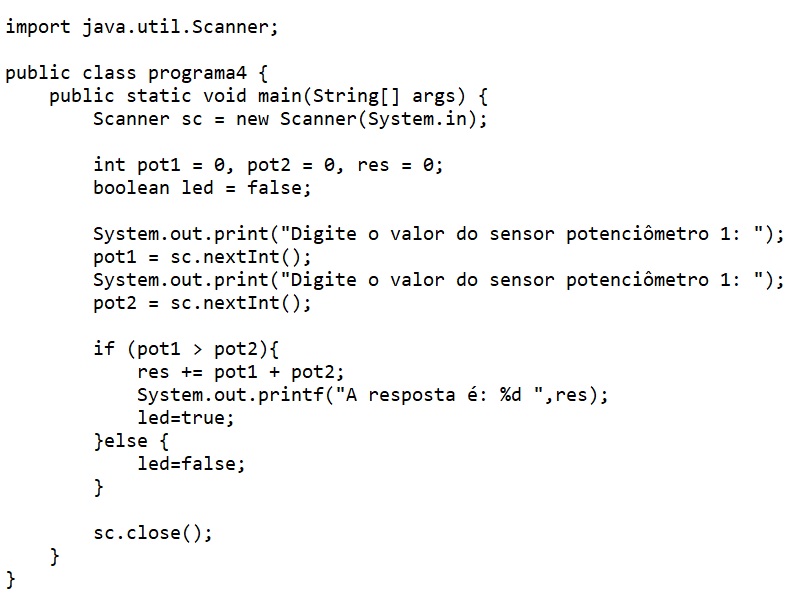 import java.util.Scanner;

public class programa4 {
    public static void main(String[] args) {
        Scanner sc = new Scanner(System.in);

        int pot1 = 0, pot2 = 0, res = 0;
        boolean led = false;

        System.out.print("Digite o valor do sensor potenciômetro 1: ");
        pot1 = sc.nextInt();
        System.out.print("Digite o valor do sensor potenciômetro 1: ");
        pot2 = sc.nextInt();

        if (pot1 > pot2){
            res += pot1 + pot2;
            System.out.printf("A resposta é: %d ",res);
            led=true;
        }else {
            led=false;
        }

        sc.close();
    }
}